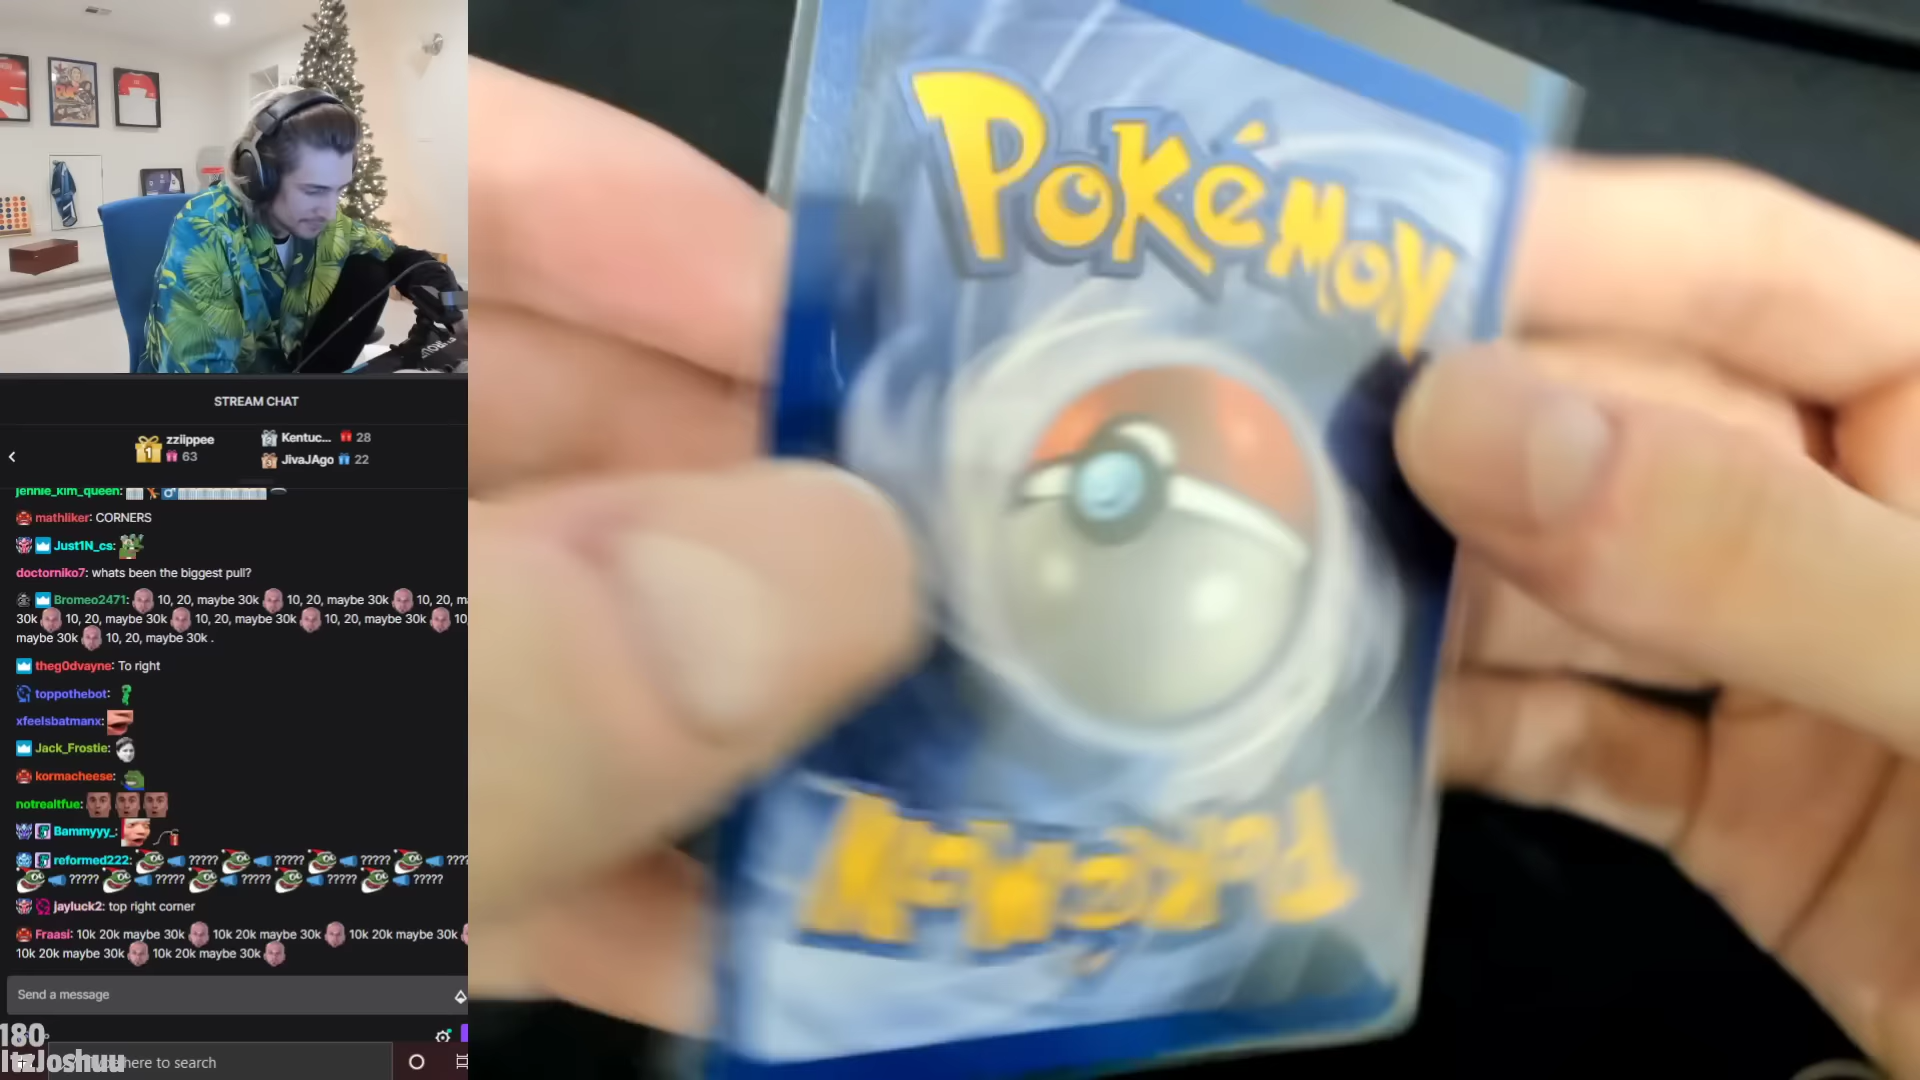 STREAM CHAT
zziippee
63
Kentuc... 28
JivaJAgo 22
jennie_kim_queen:
mathliker: CORNERS
Just1N_cs:
doctorniko7: whats been the biggest pull?
Bromeo2471: 10, 20, maybe 30k 10, 20, maybe 30k 10, 20, m
30k 10, 20, maybe 30k 10, 20, maybe 30k 10, 20, maybe 30k 10,
maybe 30k 10, 20, maybe 30k .
theg0dvayne: To right
toppothebot:
xfeelsbatmanx:
Jack_Frostie:
kormacheese:
notrealtfue:
Bammyyy_:
reformed222: ????? ????? ????? ????
????? ????? ????? ????? ?????
jayluck2: top right corner
Fraasi: 10k 20k maybe 30k 10k 20k maybe 30k 10k 20k maybe 30k
10k 20k maybe 30k 10k 20k maybe 30k
Send a message
180
ItzJoshuu here to search
Pokémon
Pokémon